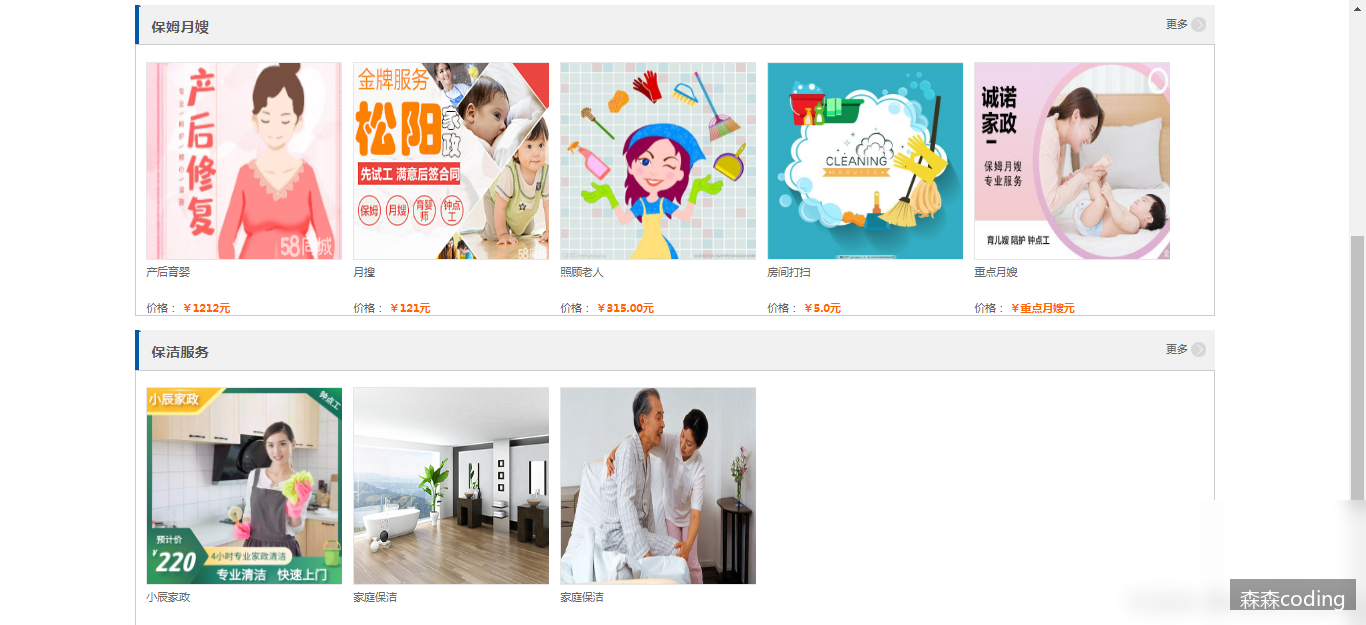 保姆月嫂
更多
产后修复
58同城
金牌服务
松阳家政
先试工 满意后签合同
保姆 月嫂 育婴师 钟点工
CLEANING
诚诺
家政
保姆月嫂
专业服务
育儿嫂 陪护 钟点工
产后育婴
月撞
照顾老人
房间打扫
重点月嫂
价格： ￥1212元
价格： ￥121元
价格： ￥315.00元
价格： ￥5.0元
价格： ￥重点月嫂元
保洁服务
更多
小辰家政
钟点工
预计价
¥220
4小时专业家政清洁
专业清洁 快速上门
小辰家政
家庭保洁
家庭保洁
森森coding